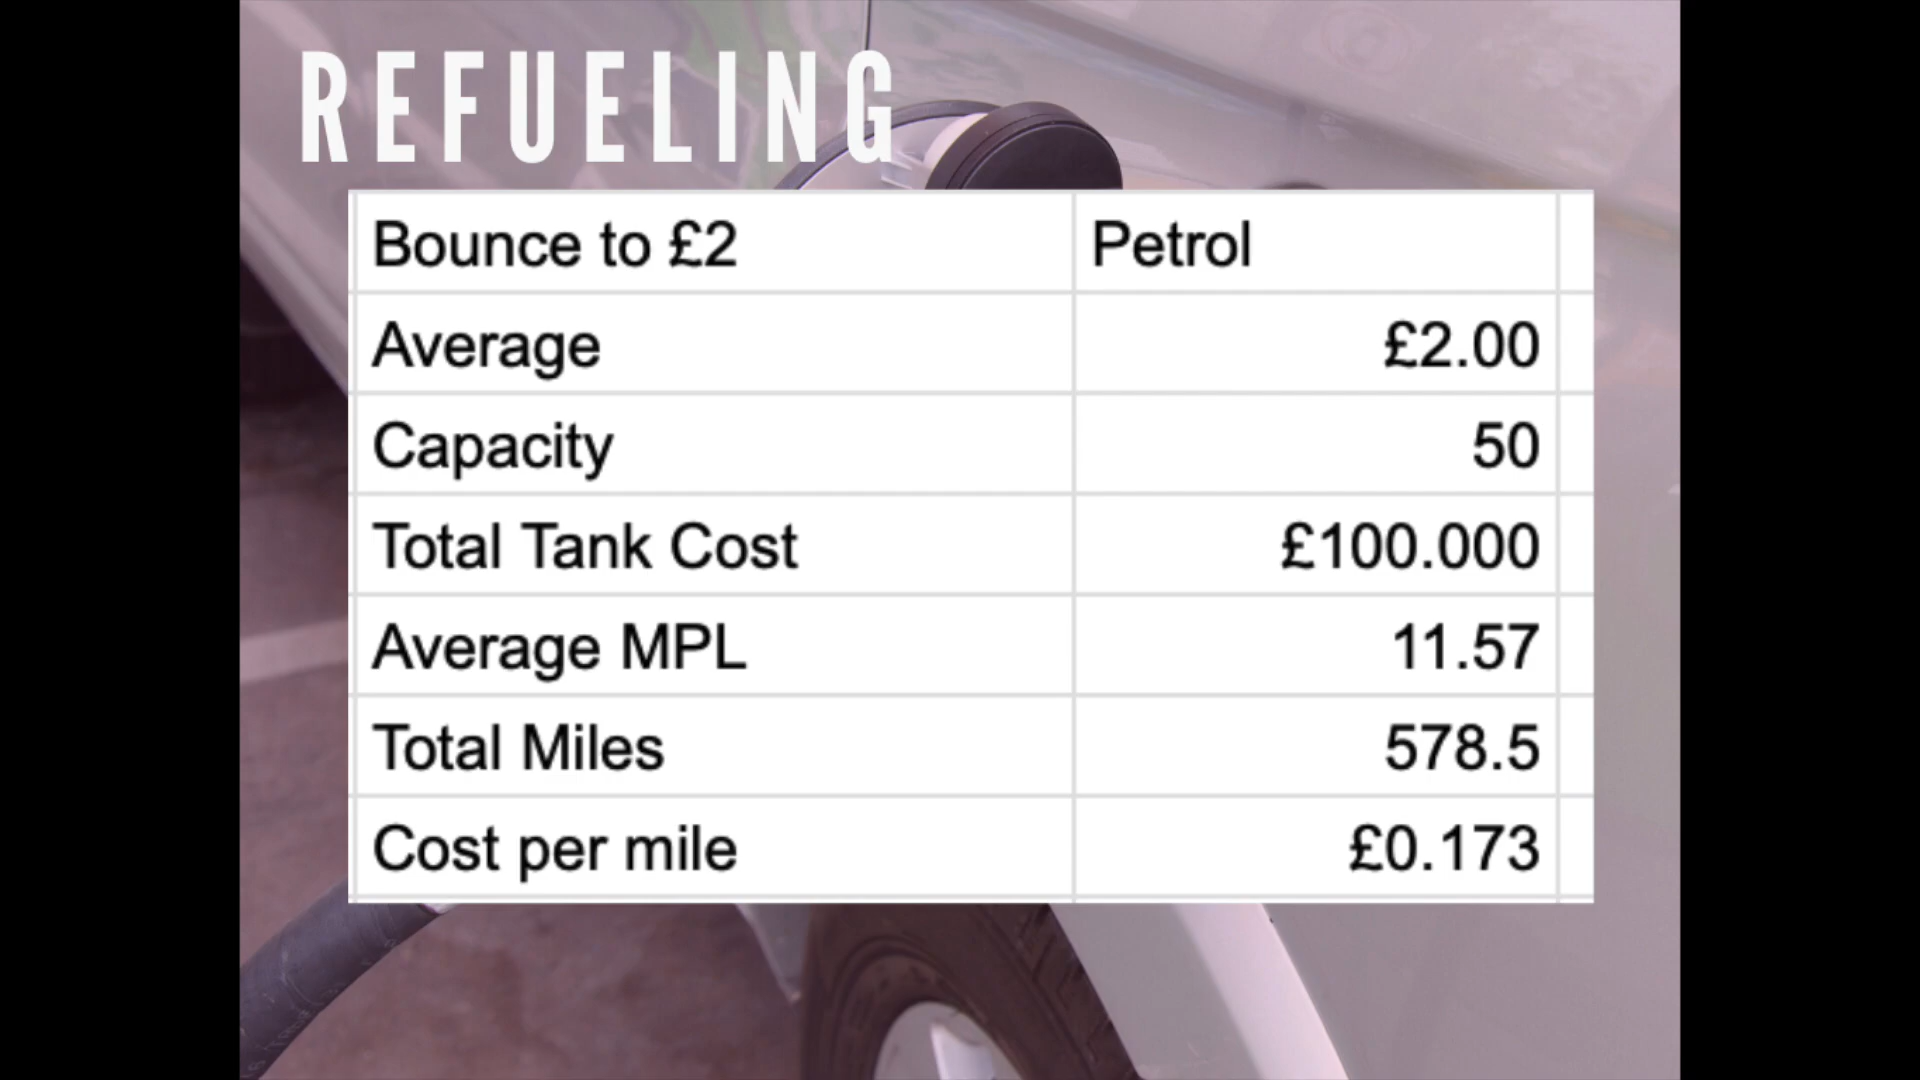 REFUELING
Bounce to £2 Petrol
Average £2.00
Capacity 50
Total Tank Cost £100.000
Average MPL 11.57
Total Miles 578.5
Cost per mile £0.173